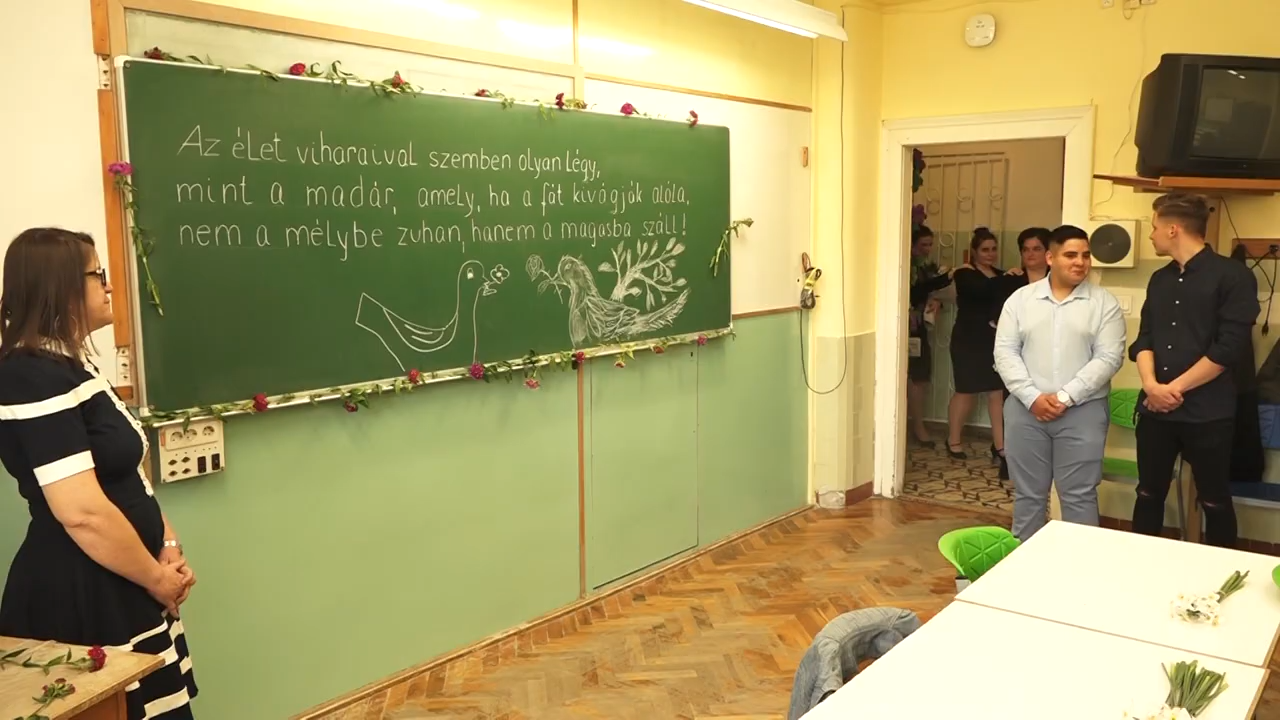 Az élet viharaival szemben olyan légy,
mint a madár, amely, ha a fát kivágják alóla,
nem a mélybe zuhan, hanem a magasba száll!